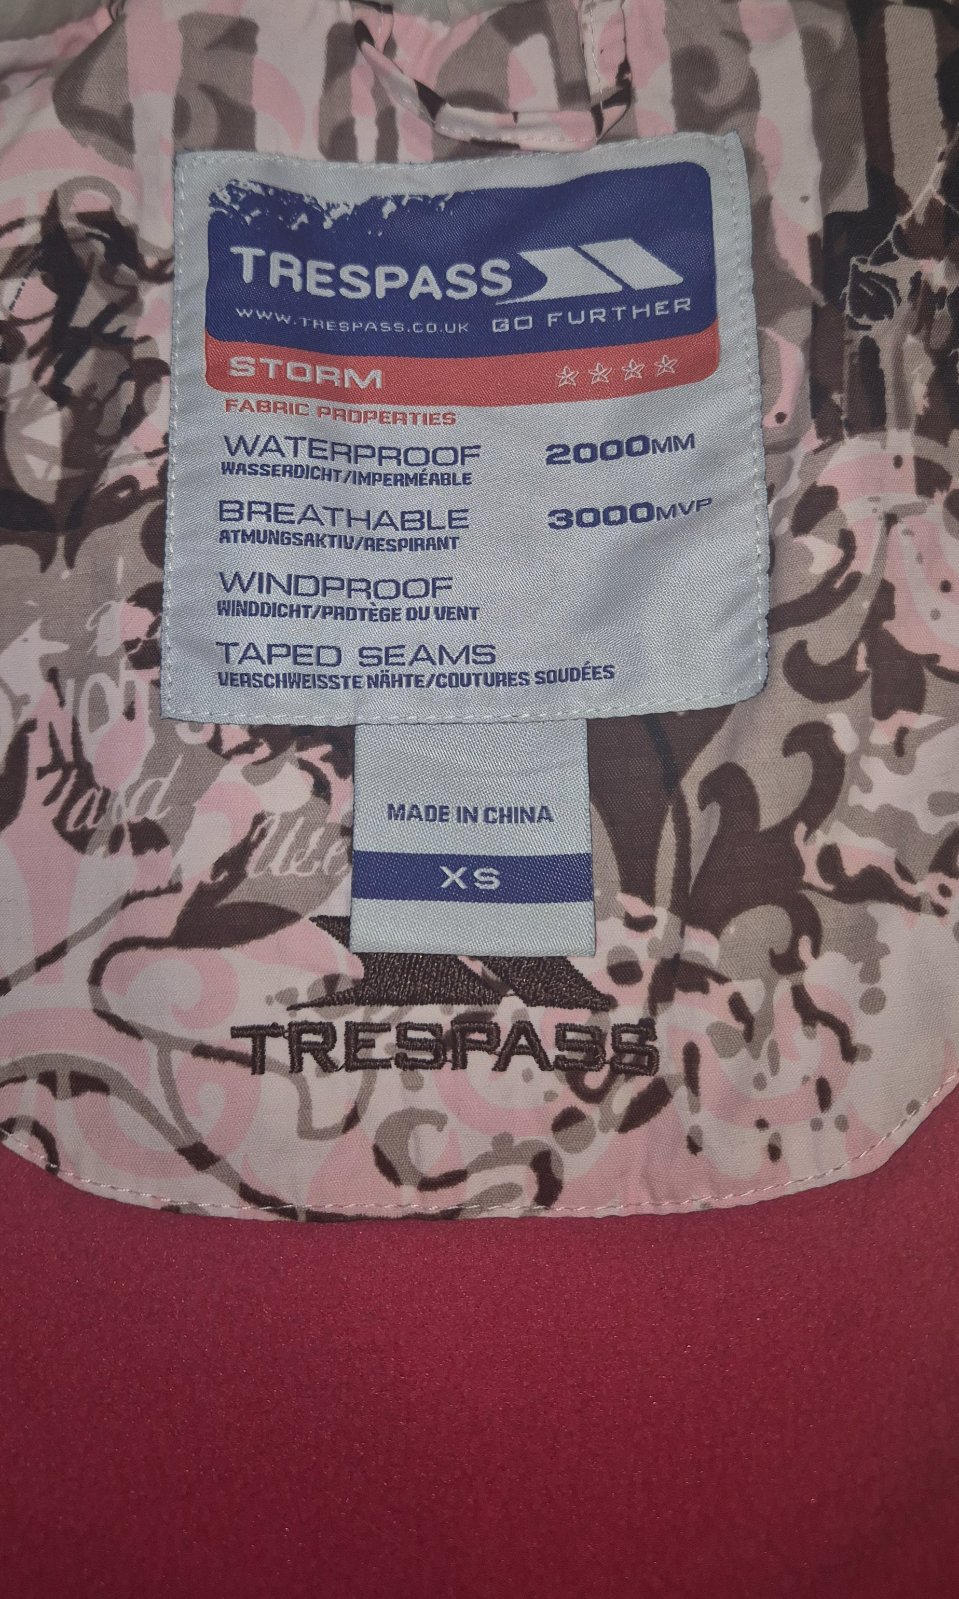 TRESPASS
WWW.TRESPASS.CO.UK GO FURTHER
STORM
FABRIC PROPERTIES
WATERPROOF 2000MM
WASSERDICHT/IMPERMÉABLE
BREATHABLE 3000MVP
ATMUNGSAKTIV/RESPIRANT
WINDPROOF
WINDDICHT/PROTÈGE DU VENT
TAPED SEAMS
VERSCHWEISSTE NÄHTE/COUTURES SOUDÉES
MADE IN CHINA
XS
TRESPASS